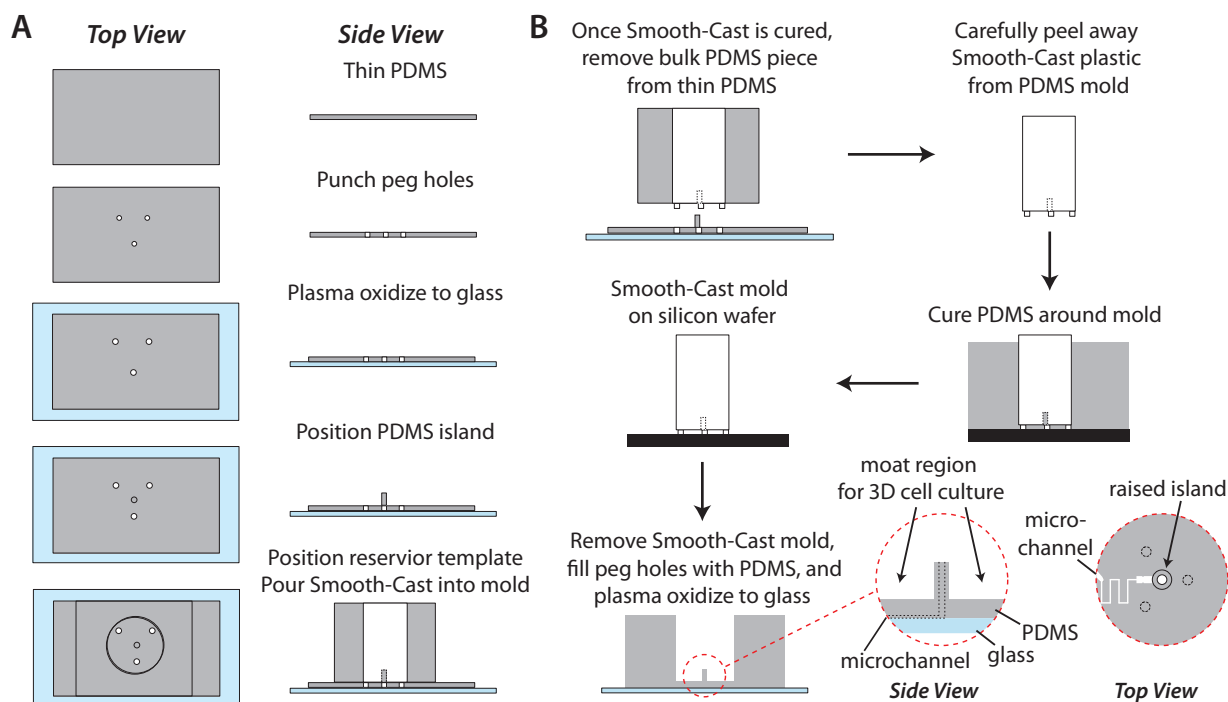 A
Top View
Side View
Thin PDMS
Punch peg holes
Plasma oxidize to glass
Position PDMS island
Position reservior template
Pour Smooth-Cast into mold
B
Once Smooth-Cast is cured,
remove bulk PDMS piece
from thin PDMS
Carefully peel away
Smooth-Cast plastic
from PDMS mold
Smooth-Cast mold
on silicon wafer
Cure PDMS around mold
Remove Smooth-Cast mold,
fill peg holes with PDMS, and
plasma oxidize to glass
moat region
for 3D cell culture
PDMS
glass
microchannel
Side View
raised island
micro-
channel
Top View